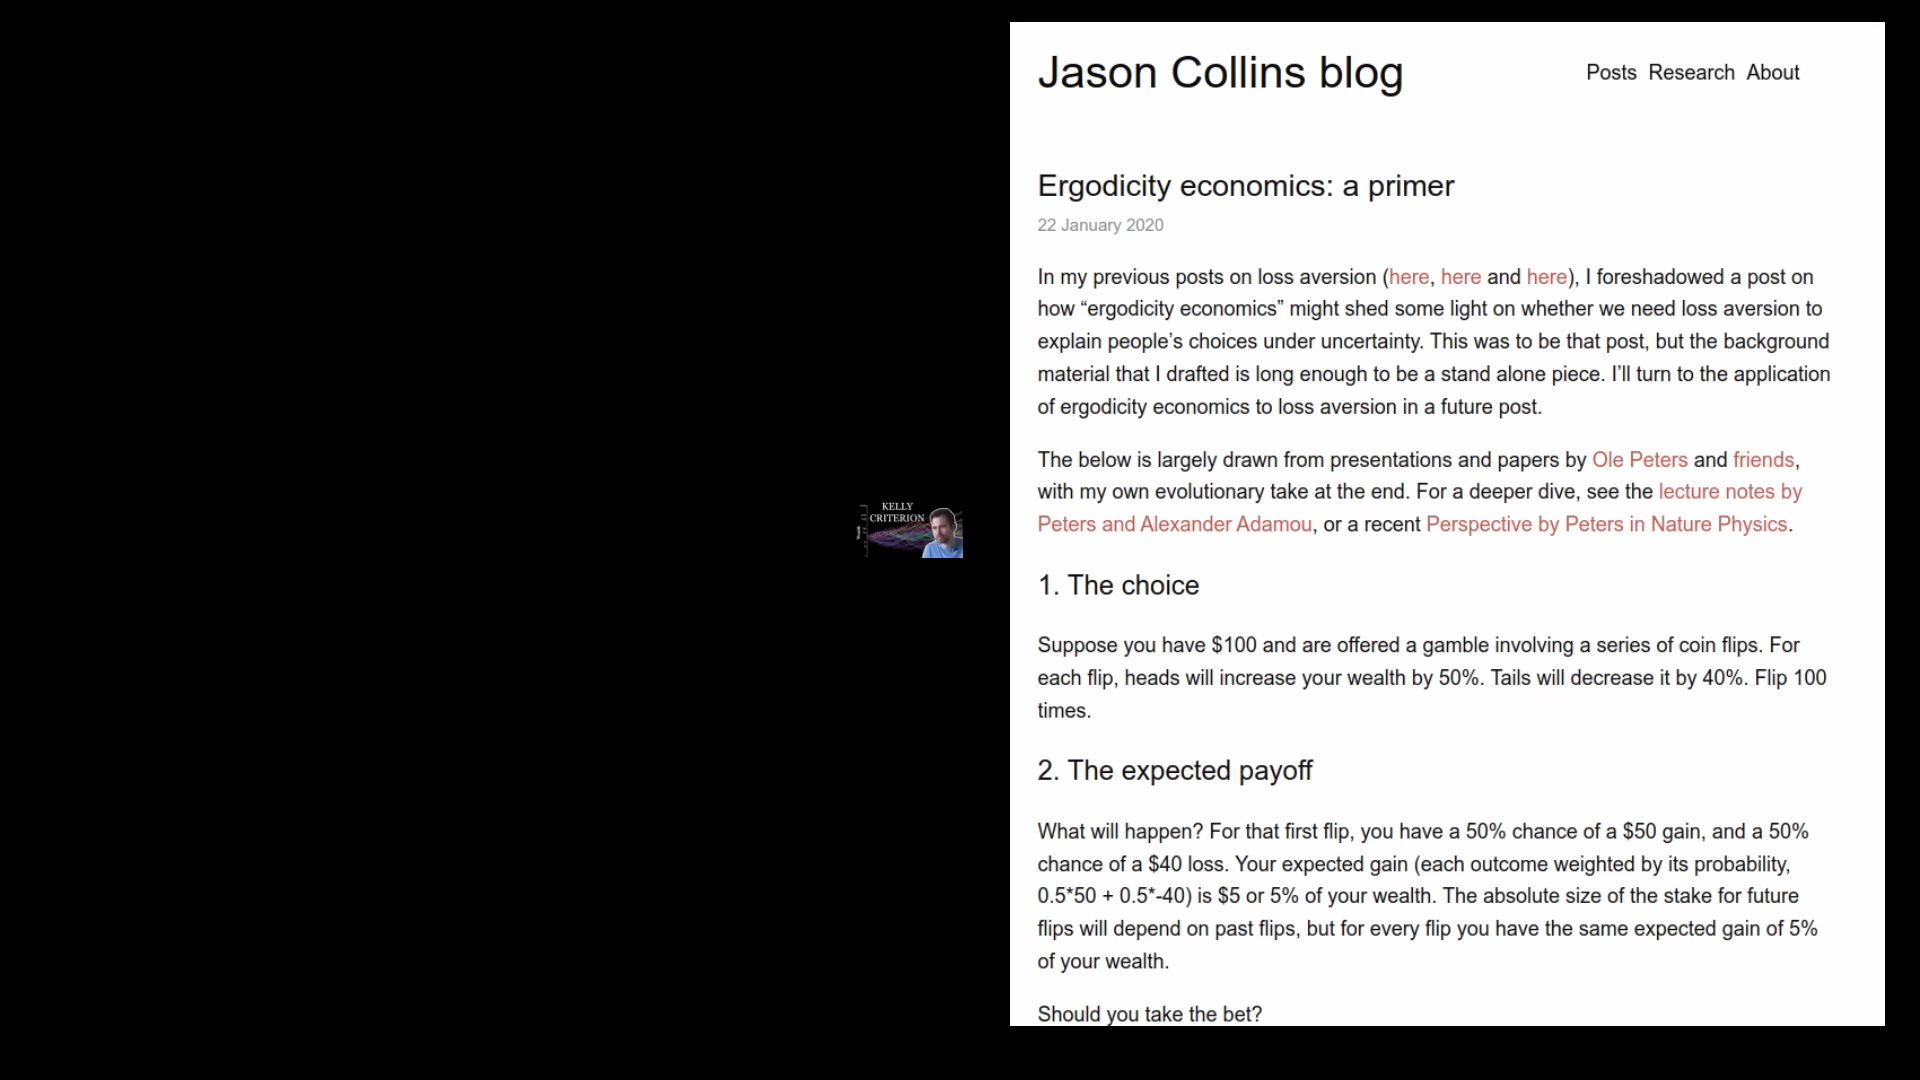 KELLY
CRITERION
Jason Collins blog
Posts Research About
Ergodicity economics: a primer
22 January 2020
In my previous posts on loss aversion (here, here and here), I foreshadowed a post on
how “ergodicity economics” might shed some light on whether we need loss aversion to
explain people’s choices under uncertainty. This was to be that post, but the background
material that I drafted is long enough to be a stand alone piece. I’ll turn to the application
of ergodicity economics to loss aversion in a future post.
The below is largely drawn from presentations and papers by Ole Peters and friends,
with my own evolutionary take at the end. For a deeper dive, see the lecture notes by
Peters and Alexander Adamou, or a recent Perspective by Peters in Nature Physics.
1. The choice
Suppose you have $100 and are offered a gamble involving a series of coin flips. For
each flip, heads will increase your wealth by 50%. Tails will decrease it by 40%. Flip 100
times.
2. The expected payoff
What will happen? For that first flip, you have a 50% chance of a $50 gain, and a 50%
chance of a $40 loss. Your expected gain (each outcome weighted by its probability,
0.5*50 + 0.5*-40) is $5 or 5% of your wealth. The absolute size of the stake for future
flips will depend on past flips, but for every flip you have the same expected gain of 5%
of your wealth.
Should you take the bet?